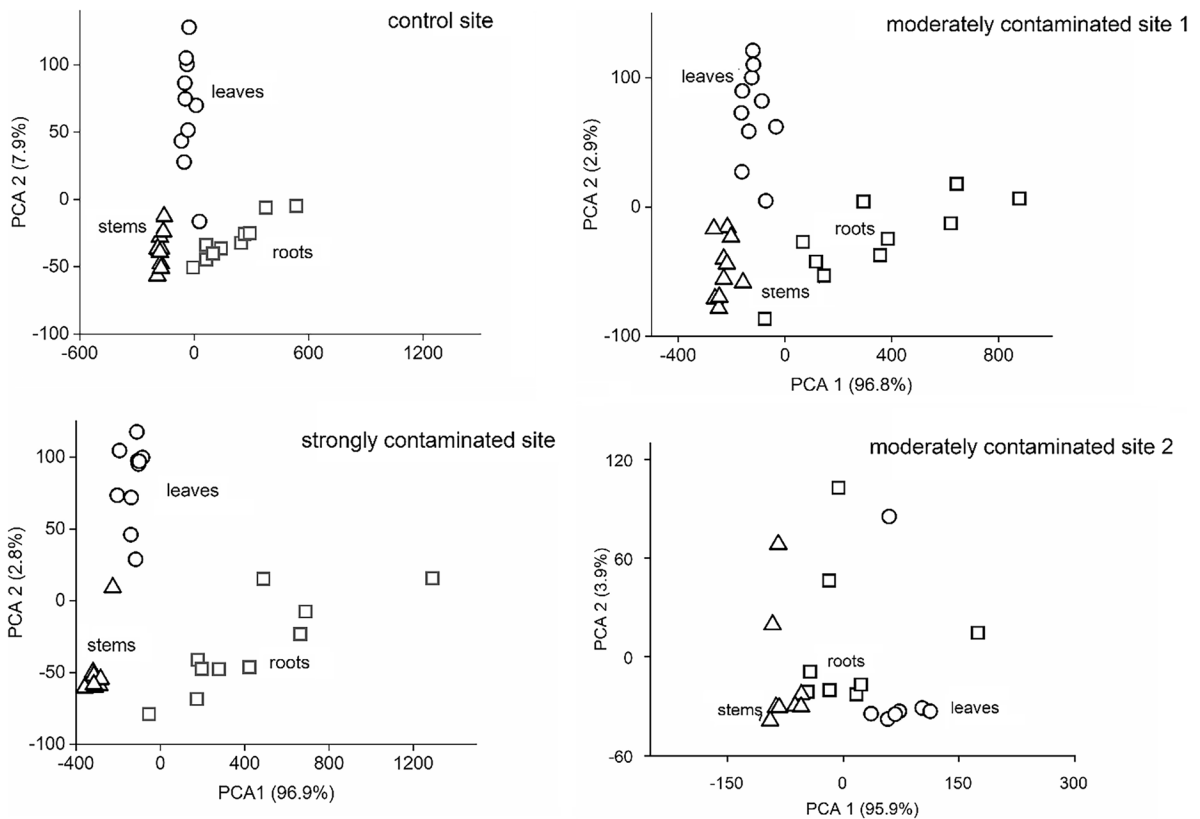 control site
100
50
0
-50
-100
PCA 2 (7.9%)
leaves
stems
roots
-600
0
600
1200
moderately contaminated site 1
100
0
-100
PCA 2 (2.9%)
leaves
roots
stems
-400
0
400
800
PCA 1 (96.8%)
strongly contaminated site
100
50
0
-50
-100
PCA 2 (2.8%)
leaves
stems
roots
-400
0
400
800
1200
PCA1 (96.9%)
moderately contaminated site 2
120
60
0
-60
PCA 2 (3.9%)
roots
stems
leaves
-150
0
150
300
PCA 1 (95.9%)